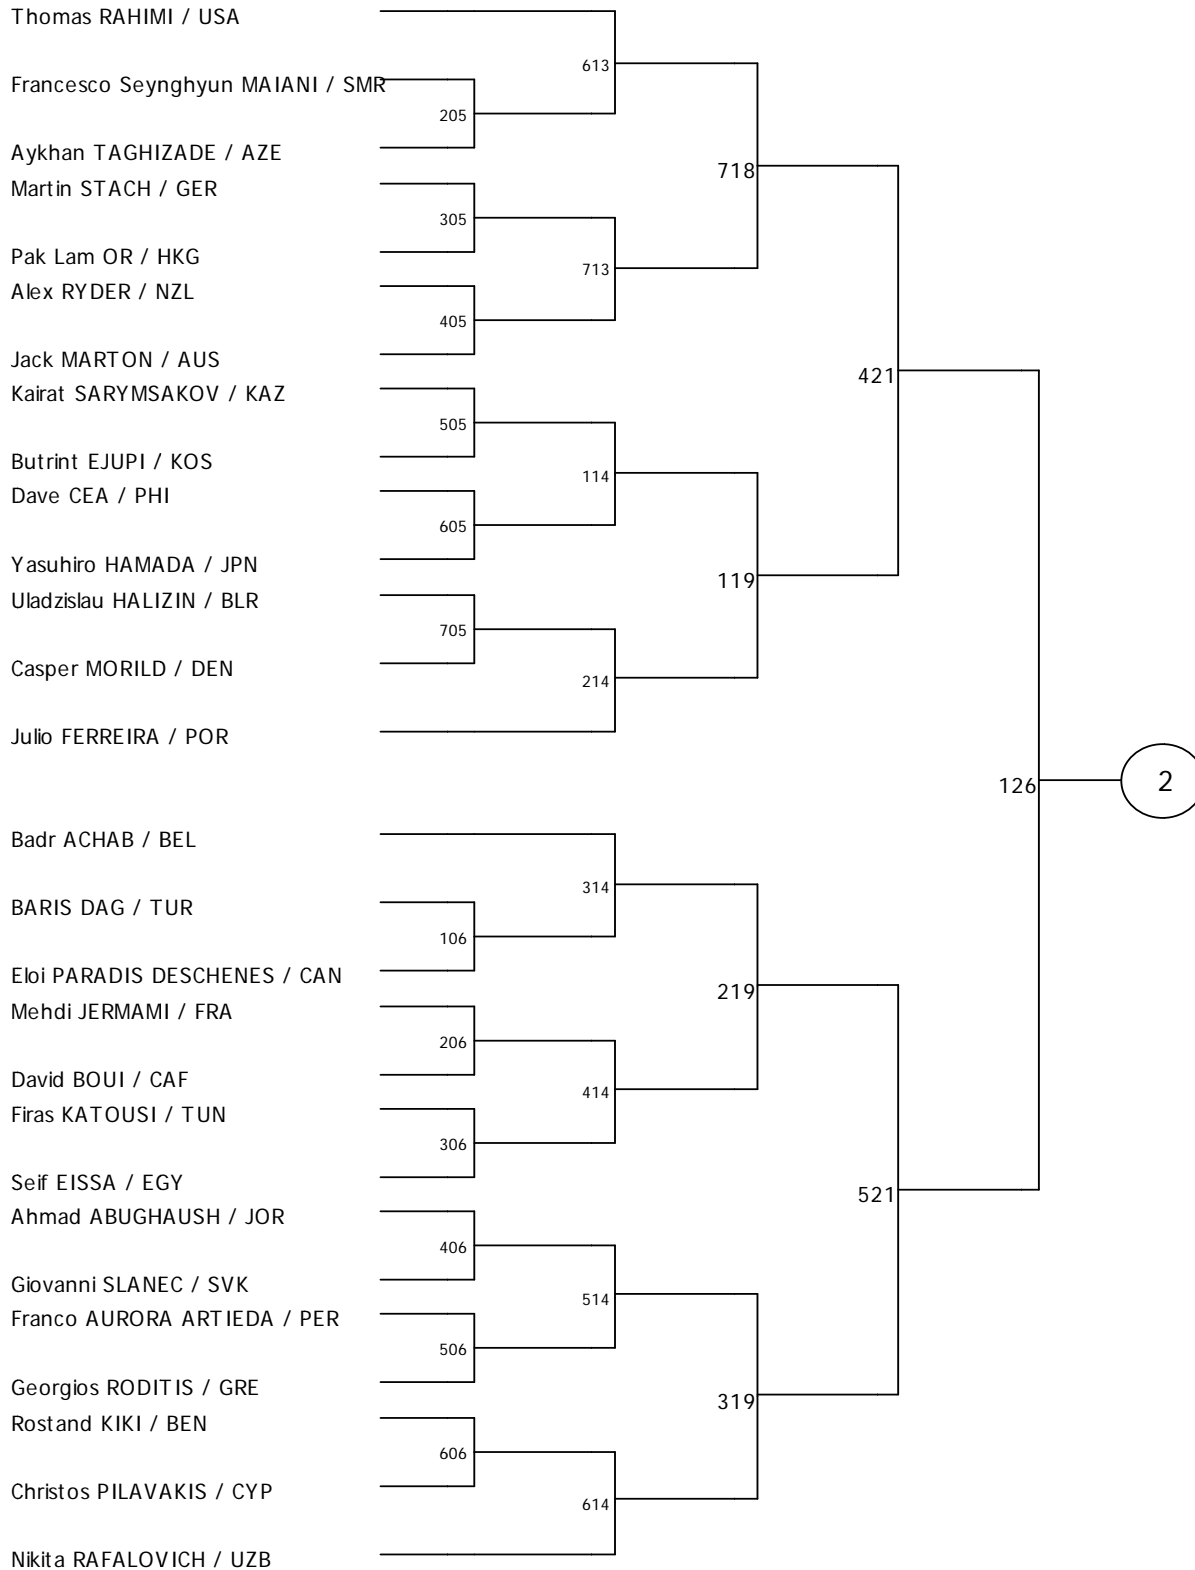 Thomas RAHIMI / USA
613
Francesco Seynghyun MAIANI / SMR
205
Aykhan TAGHIZADE / AZE
718
Martin STACH / GER
305
Pak Lam OR / HKG
713
Alex RYDER / NZL
405
Jack MARTON / AUS
421
Kairat SARYMSAKOV / KAZ
505
Butrint EJUPI / KOS
114
Dave CEA / PHI
605
Yasuhiro HAMADA / JPN
119
Uladzislau HALIZIN / BLR
705
Casper MORILD / DEN
214
Julio FERREIRA / POR
126
2
Badr ACHAB / BEL
314
BARIS DAG / TUR
106
Eloi PARADIS DESCHENES / CAN
219
Mehdi JERMAMI / FRA
206
David BOUI / CAF
414
Firas KATOUSI / TUN
306
Seif EISSA / EGY
521
Ahmad ABUGHAUSH / JOR
406
Giovanni SLANEC / SVK
514
Franco AURORA ARTIEDA / PER
506
Georgios RODITIS / GRE
319
Rostand KIKI / BEN
606
Christos PILAVAKIS / CYP
614
Nikita RAFALOVICH / UZB